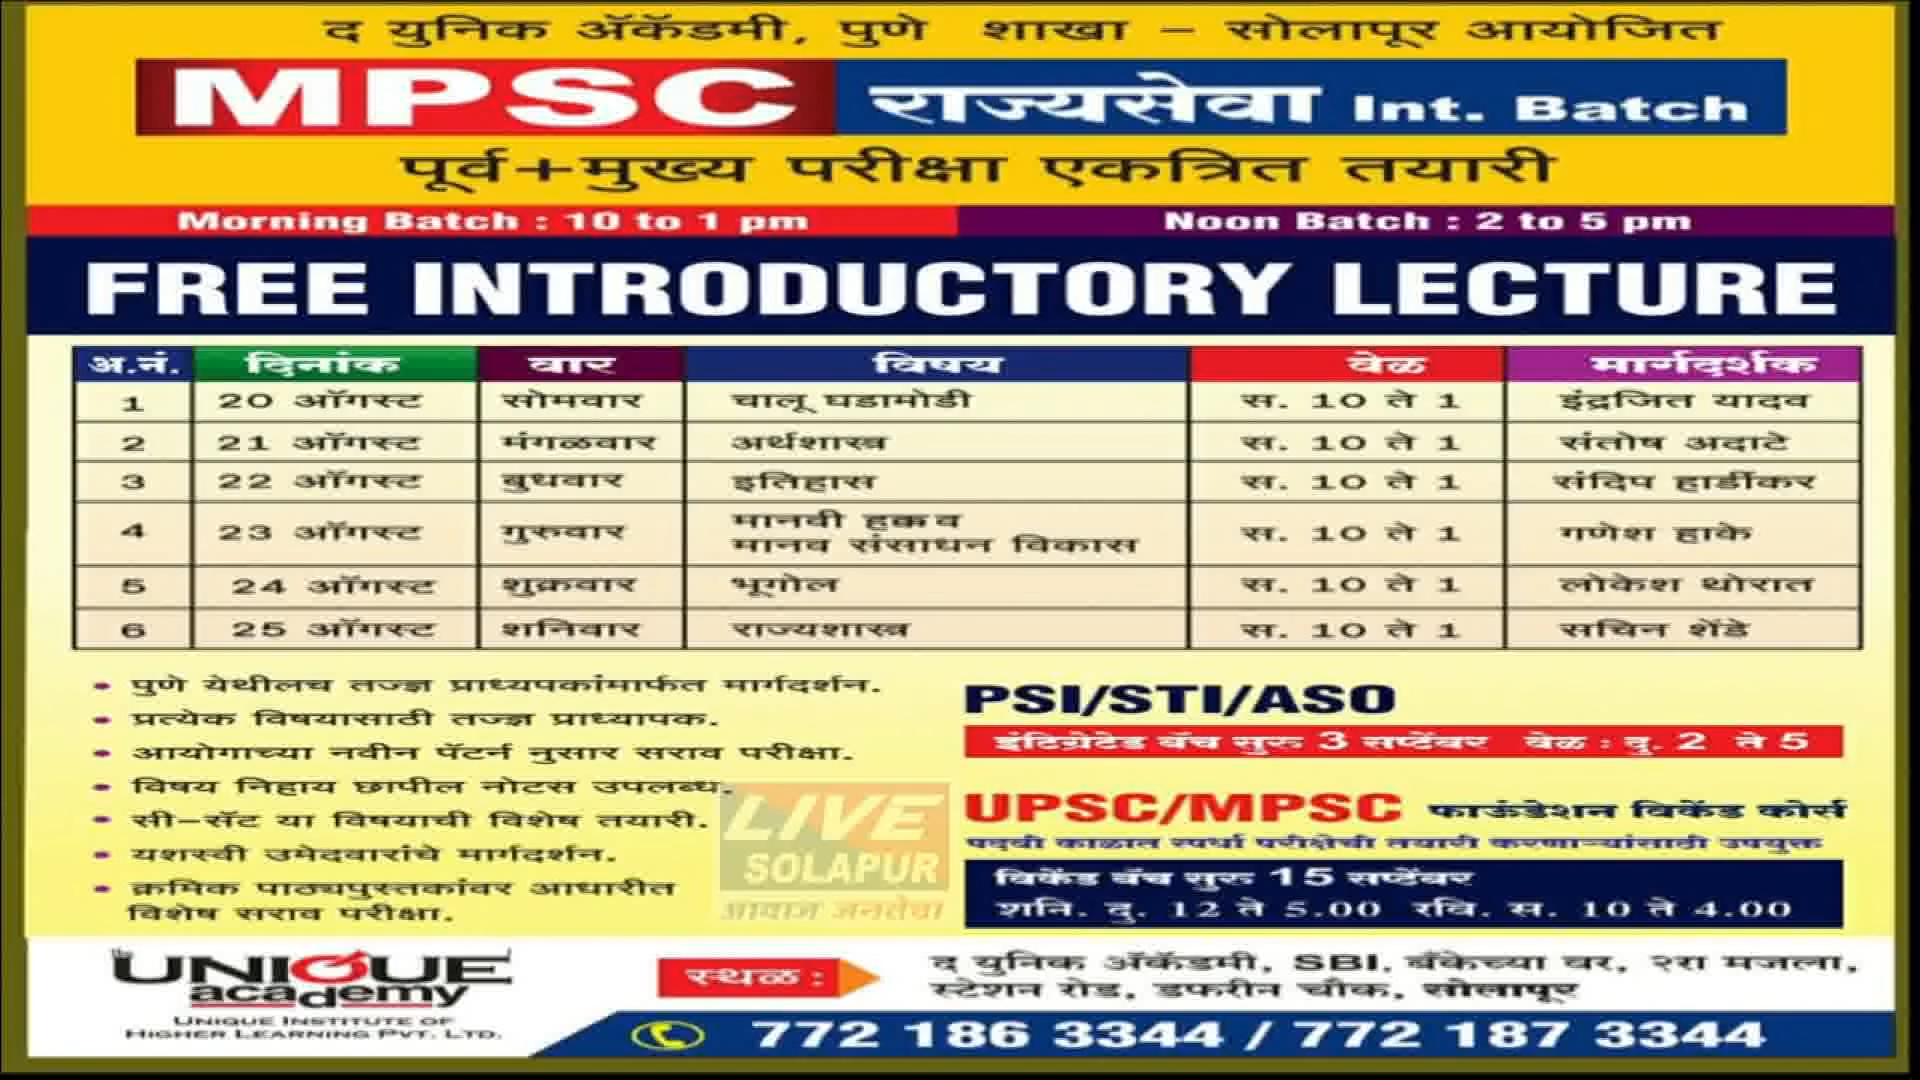 द युनिक ॲकॅडमी, पुणे शाखा – सोलापूर आयोजित
MPSC राज्यसेवा Int. Batch
पूर्व+मुख्य परीक्षा एकत्रित तयारी
Morning Batch : 10 to 1 pm Noon Batch : 2 to 5 pm
FREE INTRODUCTORY LECTURE
अ.नं. दिनांक वार विषय वेळ मार्गदर्शक
1 20 ऑगस्ट सोमवार चालू घडामोडी स. 10 ते 1 इंद्रजित यादव
2 21 ऑगस्ट मंगळवार अर्थशास्त्र स. 10 ते 1 संतोष अदाटे
3 22 ऑगस्ट बुधवार इतिहास स. 10 ते 1 संदिप हार्डीकर
4 23 ऑगस्ट गुरुवार मानवी हक्क व मानव संसाधन विकास स. 10 ते 1 गणेश हाके
5 24 ऑगस्ट शुक्रवार भूगोल स. 10 ते 1 लोकेश थोरात
6 25 ऑगस्ट शनिवार राज्यशास्त्र स. 10 ते 1 सचिन शेंडे
• पुणे येथीलच तज्ज्ञ प्राध्यपकांमार्फत मार्गदर्शन.
• प्रत्येक विषयासाठी तज्ज्ञ प्राध्यापक.
• आयोगाच्या नवीन पॅटर्न नुसार सराव परीक्षा.
• विषय निहाय छापील नोटस उपलब्ध.
• सी–सॅट या विषयाची विशेष तयारी.
• यशस्वी उमेदवारांचे मार्गदर्शन.
• क्रमिक पाठ्यपुस्तकांवर आधारीत
विशेष सराव परीक्षा.
LIVE
SOLAPUR
आवाज जनतेचा
PSI/STI/ASO
इंटिग्रेटेड बॅच सुरु 3 सप्टेंबर वेळ : दु. 2 ते 5
UPSC/MPSC फाऊंडेशन विकेंड कोर्स
पदवी काळात स्पर्धा परीक्षेची तयारी करणाऱ्यांसाठी उपयुक्त
विकेंड बॅच सुरु 15 सप्टेंबर
शनि. दु. 12 ते 5.00 रवि. स. 10 ते 4.00
the UNIQUE
academy
UNIQUE INSTITUTE OF
HIGHER LEARNING PVT. LTD.
स्थळ :
द युनिक ॲकॅडमी, SBI, बँकेच्या वर, २रा मजला,
स्टेशन रोड, डफरीन चौक, सोलापूर
772 186 3344 / 772 187 3344